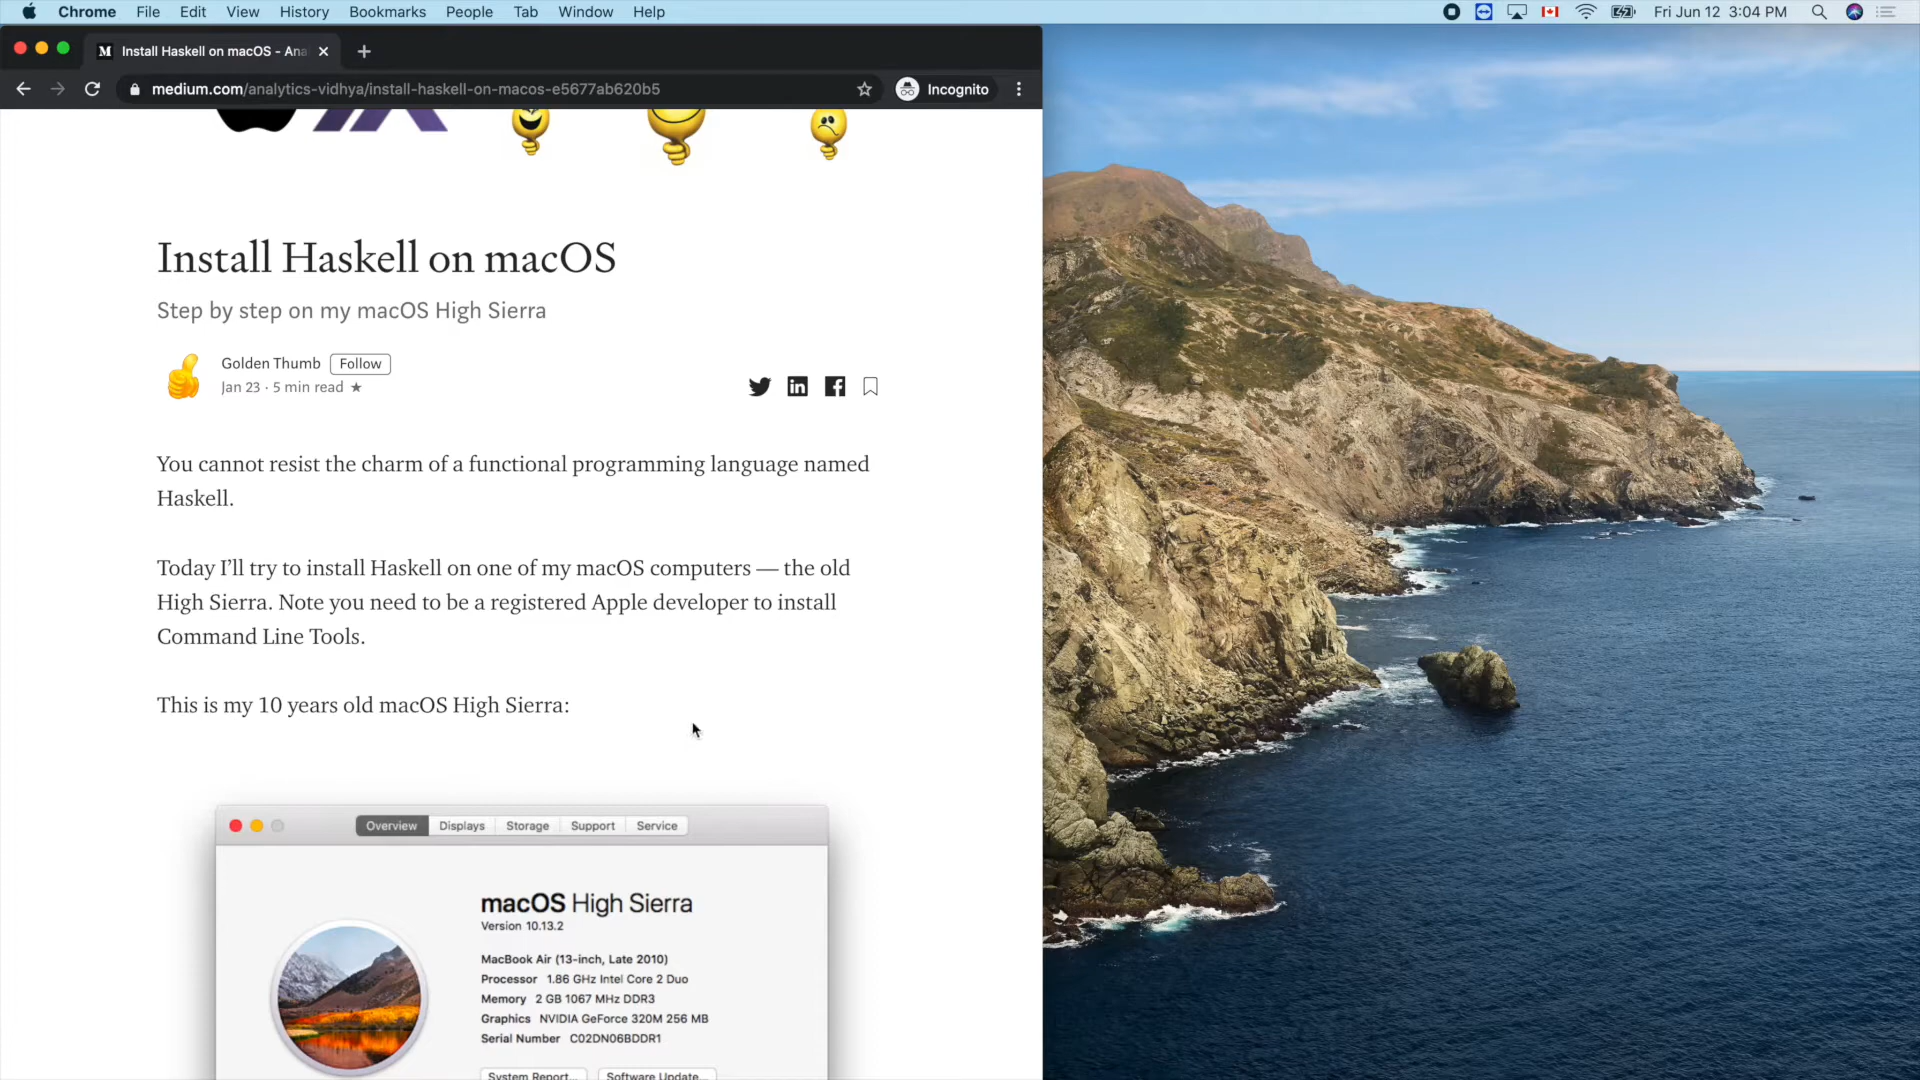 Chrome File Edit View History Bookmarks People Tab Window Help
Fri Jun 12 3:04 PM
M Install Haskell on macOS - Ana
medium.com/analytics-vidhya/install-haskell-on-macos-e5677ab620b5
Incognito
Install Haskell on macOS
Step by step on my macOS High Sierra
Golden Thumb Follow
Jan 23 · 5 min read ★
You cannot resist the charm of a functional programming language named
Haskell.
Today I’ll try to install Haskell on one of my macOS computers — the old
High Sierra. Note you need to be a registered Apple developer to install
Command Line Tools.
This is my 10 years old macOS High Sierra:
Overview Displays Storage Support Service
macOS High Sierra
Version 10.13.2
MacBook Air (13-inch, Late 2010)
Processor 1.86 GHz Intel Core 2 Duo
Memory 2 GB 1067 MHz DDR3
Graphics NVIDIA GeForce 320M 256 MB
Serial Number C02DN06BDDR1
System Report... Software Update...